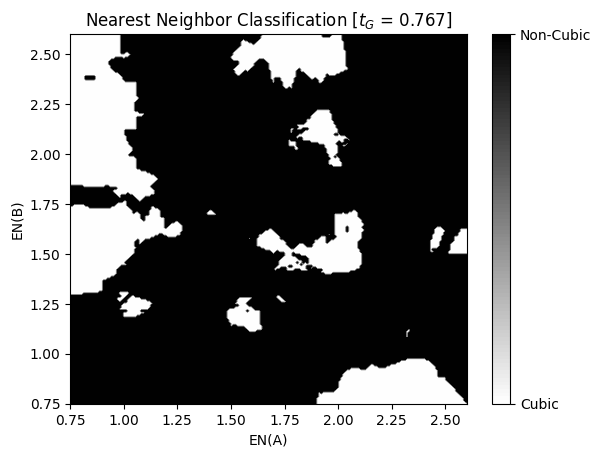 Nearest Neighbor Classification [t_G = 0.767]
Non-Cubic
2.50
2.25
2.00
1.75
1.50
1.25
1.00
0.75
EN(B)
0.75 1.00 1.25 1.50 1.75 2.00 2.25 2.50
EN(A)
Cubic